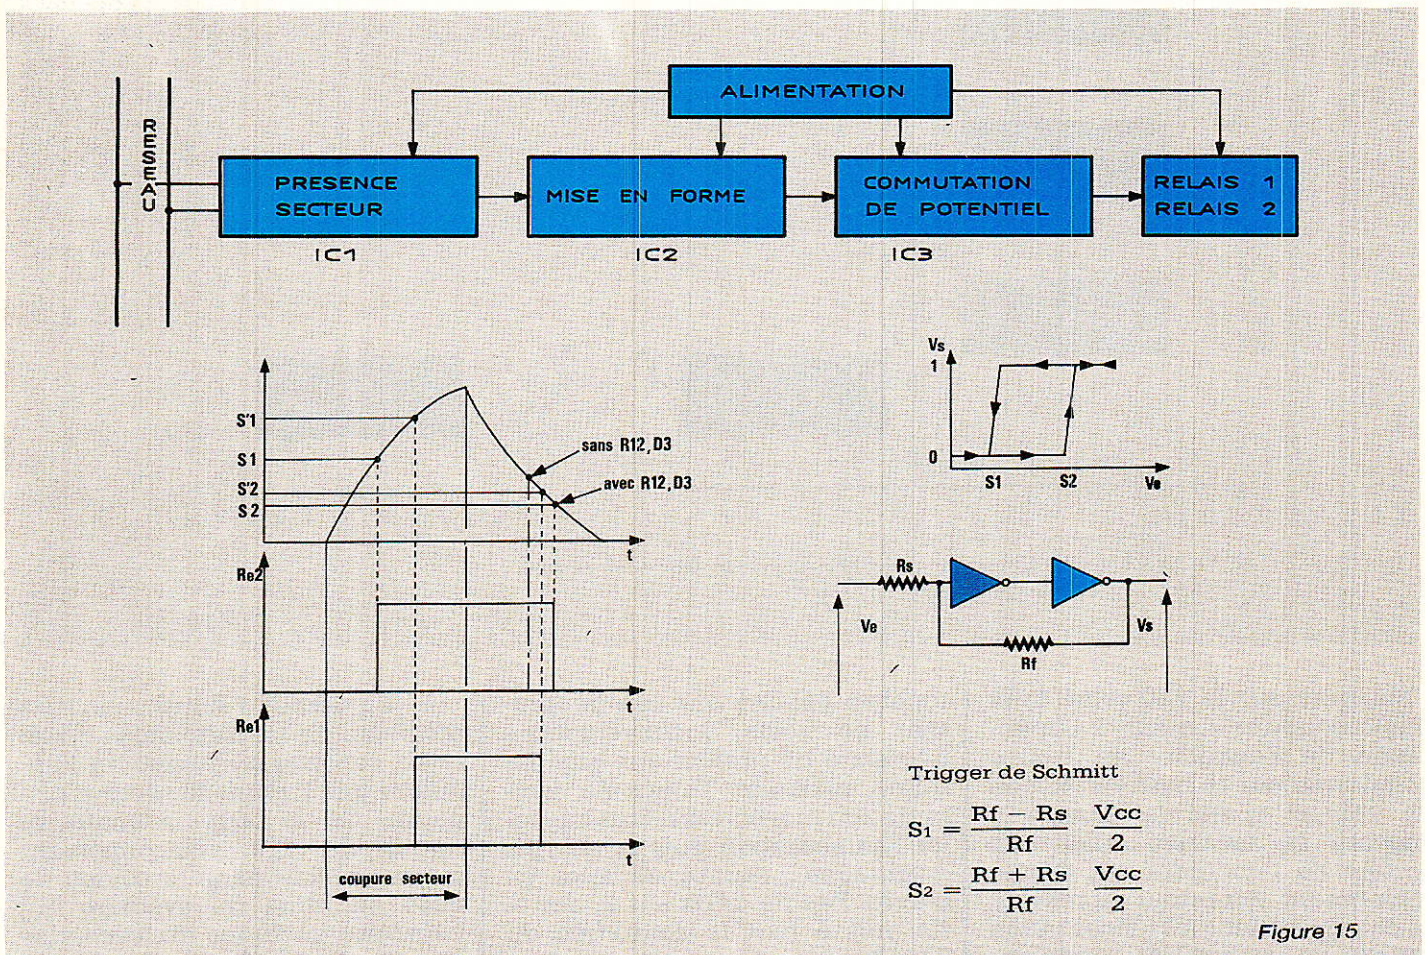 ALIMENTATION
RESEAU
PRESENCE
SECTEUR
MISE EN FORME
COMMUTATION
DE POTENTIEL
RELAIS 1
RELAIS 2
IC1
IC2
IC3
S'1
S1
S'2
S2
sans R12,D3
avec R12,D3
t
Re2
t
Re1
t
coupure secteur
Vs
1
0
S1
S2
Ve
Rs
Ve
Vs
Rf
Trigger de Schmitt
S1 = Rf − Rs / Rf Vcc / 2
S2 = Rf + Rs / Rf Vcc / 2
Figure 15